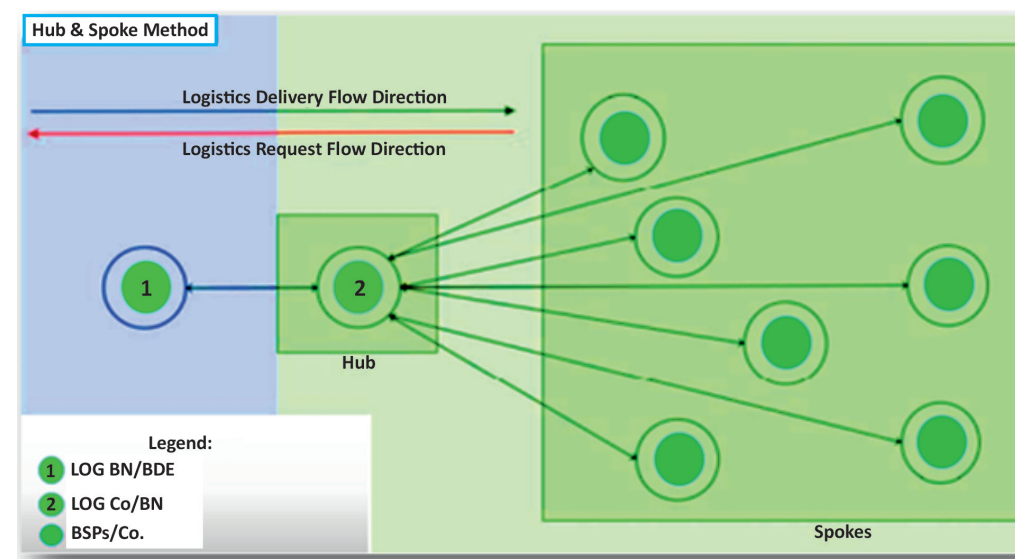 Hub & Spoke Method
Logistics Delivery Flow Direction
Logistics Request Flow Direction
1
2
Hub
Legend:
1 LOG BN/BDE
2 LOG Co/BN
BSPs/Co.
Spokes